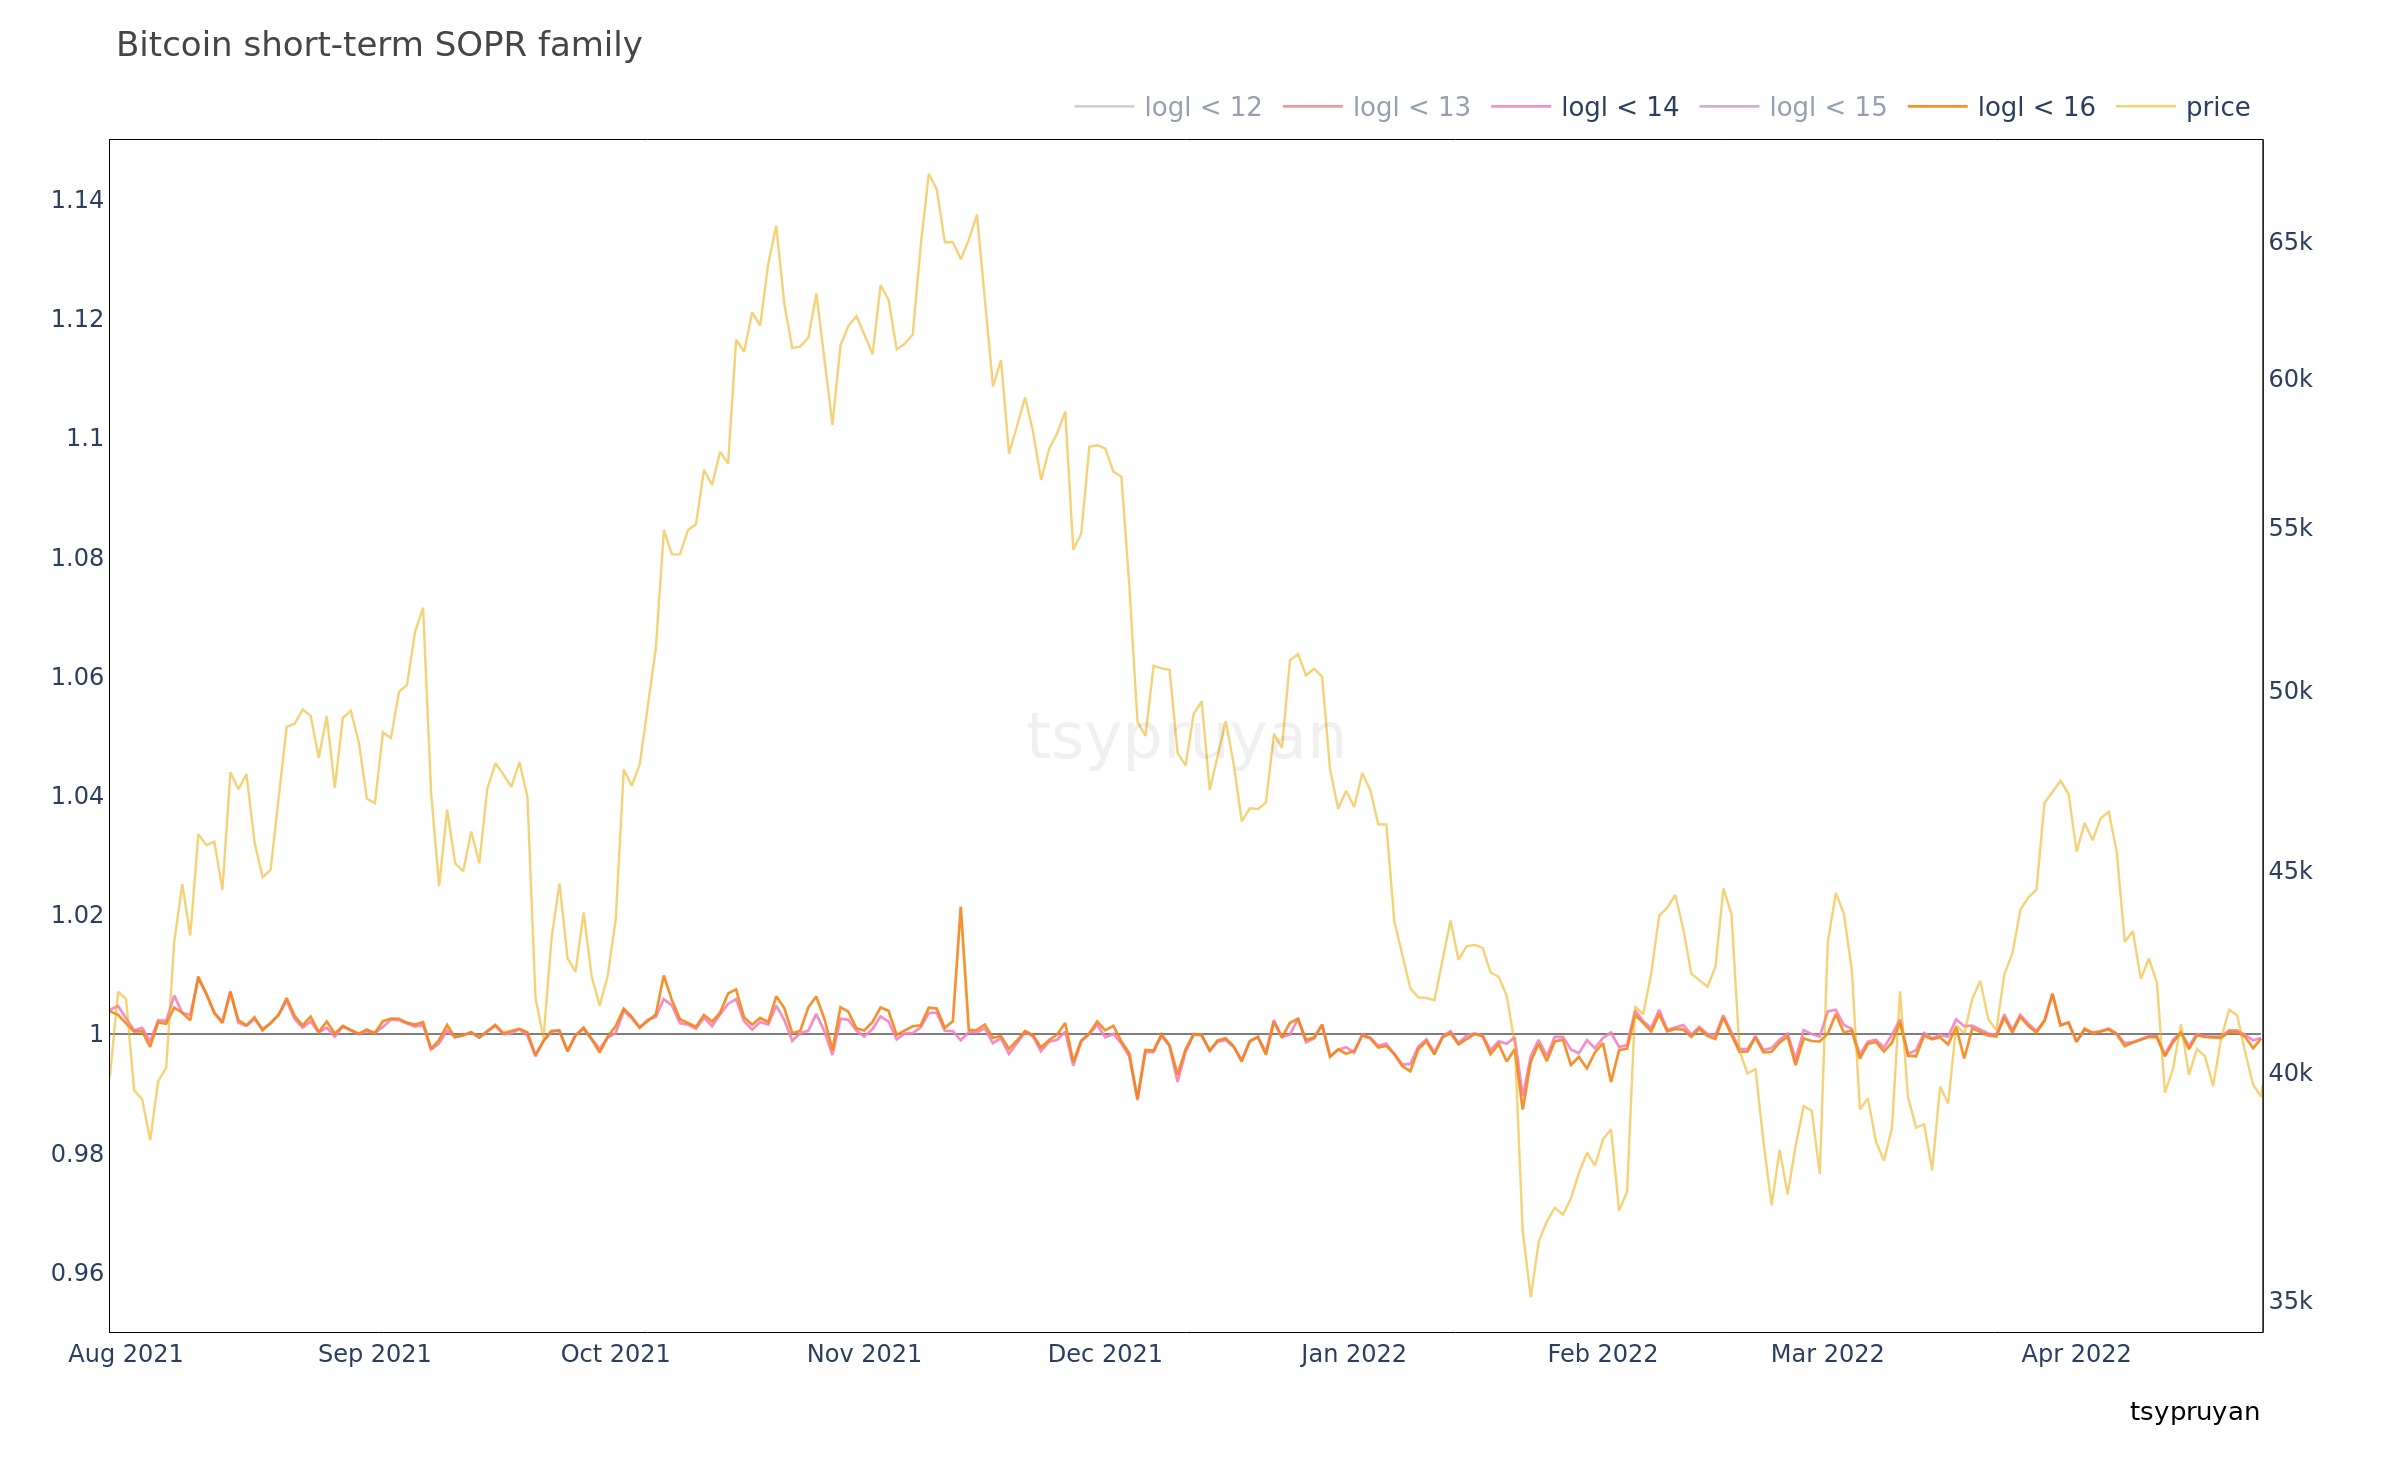 Bitcoin short-term SOPR family
logl < 12 logl < 13 logl < 14 logl < 15 logl < 16 price
1.14
1.12
1.1
1.08
1.06
1.04
1.02
1
0.98
0.96
65k
60k
55k
50k
45k
40k
35k
tsypruyan
Aug 2021 Sep 2021 Oct 2021 Nov 2021 Dec 2021 Jan 2022 Feb 2022 Mar 2022 Apr 2022
tsypruyan